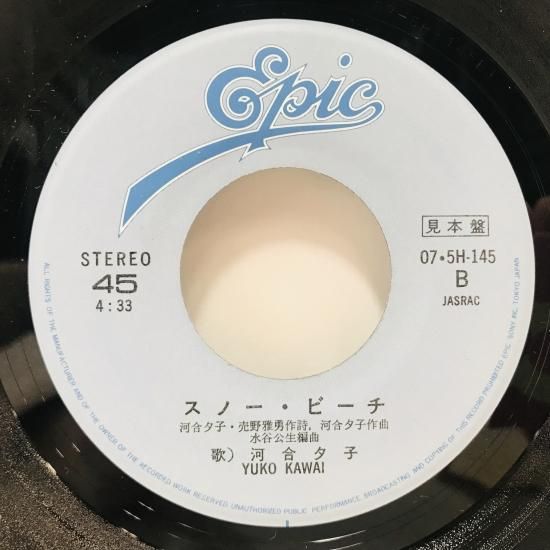 Epic
見本盤
STEREO
45
4:33
07•5H-145
B
JASRAC
スノー・ビーチ
河合夕子・売野雅勇作詩, 河合夕子作曲
水谷公生編曲
歌) 河合夕子
YUKO KAWAI
ALL RIGHTS OF THE MANUFACTURER AND OF THE OWNER OF THE RECORDED WORK RESERVED UNAUTHORIZED PUBLIC PERFORMANCE, BROADCASTING AND COPYING OF THIS RECORD PROHIBITED EPIC/SONY INC. TOKYO JAPAN